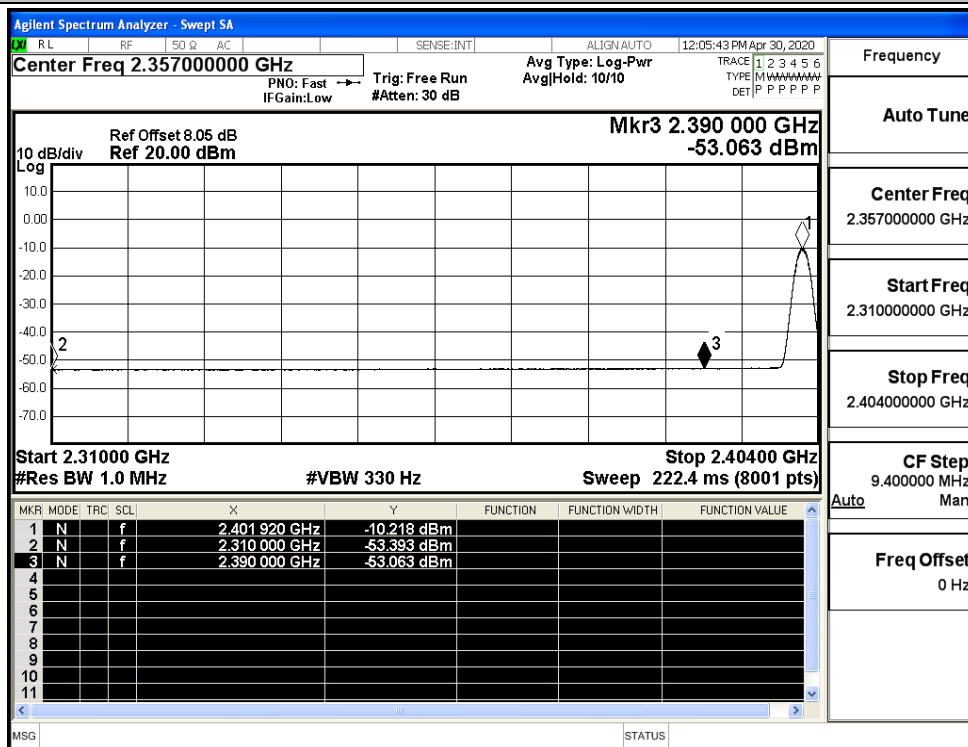 Agilent Spectrum Analyzer - Swept SA
LXI RL RF 50 Ω AC SENSE:INT ALIGN AUTO 12:05:43 PM Apr 30, 2020
Center Freq 2.357000000 GHz
PNO: Fast
IFGain:Low
Trig: Free Run
#Atten: 30 dB
Avg Type: Log-Pwr
Avg|Hold: 10/10
TRACE 1 2 3 4 5 6
TYPE M W W W W W
DET P P P P P P
Ref Offset 8.05 dB
10 dB/div Ref 20.00 dBm
Log
Mkr3 2.390 000 GHz
-53.063 dBm
10.0
0.00
-10.0
-20.0
-30.0
-40.0
-50.0
-60.0
-70.0
1
2
3
Start 2.31000 GHz Stop 2.40400 GHz
#Res BW 1.0 MHz #VBW 330 Hz Sweep 222.4 ms (8001 pts)
MKR MODE TRC SCL X Y FUNCTION FUNCTION WIDTH FUNCTION VALUE
1 N f 2.401 920 GHz -10.218 dBm
2 N f 2.310 000 GHz -53.393 dBm
3 N f 2.390 000 GHz -53.063 dBm
4
5
6
7
8
9
10
11
MSG STATUS
Frequency
Auto Tune
Center Freq
2.357000000 GHz
Start Freq
2.310000000 GHz
Stop Freq
2.404000000 GHz
CF Step
9.400000 MHz
Auto Man
Freq Offset
0 Hz